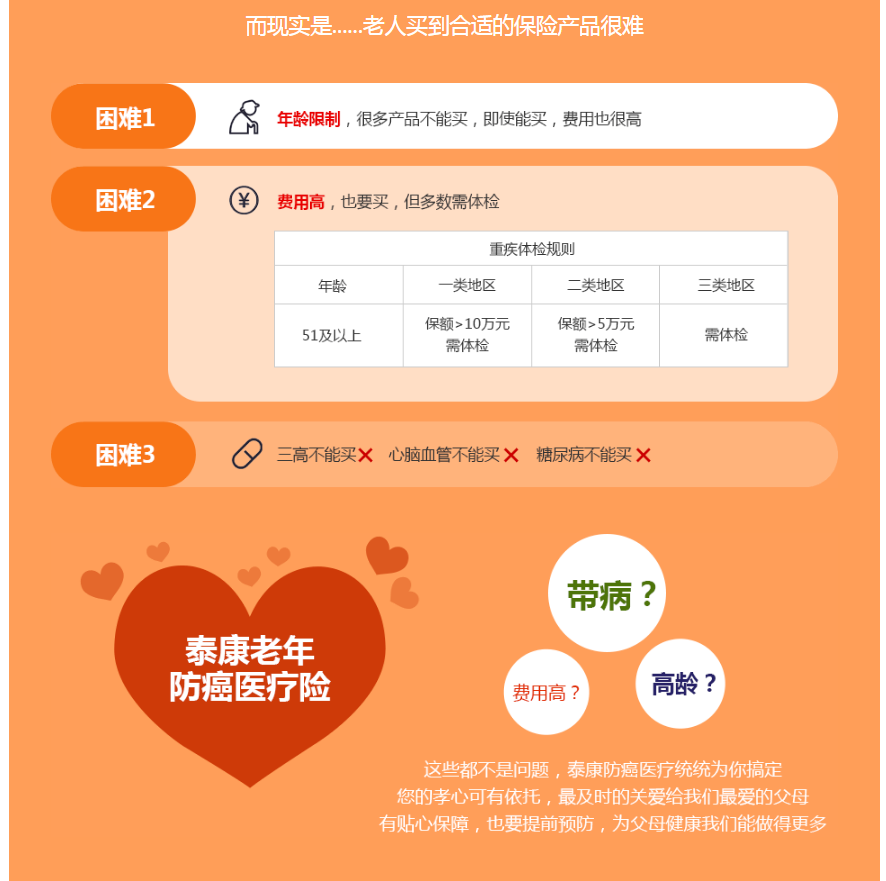 而现实是......老人买到合适的保险产品很难
困难1
年龄限制，很多产品不能买，即使能买，费用也很高
困难2
¥
费用高，也要买，但多数需体检
重疾体检规则
年龄 一类地区 二类地区 三类地区
51及以上 保额>10万元 需体检 保额>5万元 需体检 需体检
困难3
三高不能买 心脑血管不能买 糖尿病不能买
泰康老年
防癌医疗险
带病？
费用高？
高龄？
这些都不是问题，泰康防癌医疗统统为你搞定
您的孝心可有依托，最及时的关爱给我们最爱的父母
有贴心保障，也要提前预防，为父母健康我们能做得更多